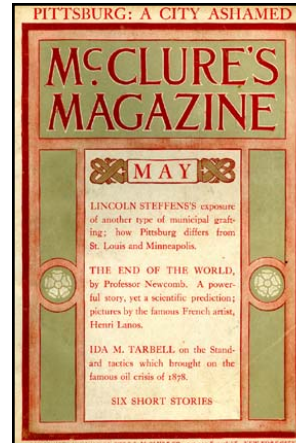 PITTSBURG: A CITY ASHAMED
McCLURE'S
MAGAZINE
MAY
LINCOLN STEFFENS'S exposure
of another type of municipal graft-
ing; how Pittsburg differs from
St. Louis and Minneapolis.
THE END OF THE WORLD,
by Professor Newcomb. A power-
ful story, yet a scientific prediction;
pictures by the famous French artist,
Henri Lanos.
IDA M. TARBELL on the Stand-
ard tactics which brought on the
famous oil crisis of 1878.
SIX SHORT STORIES